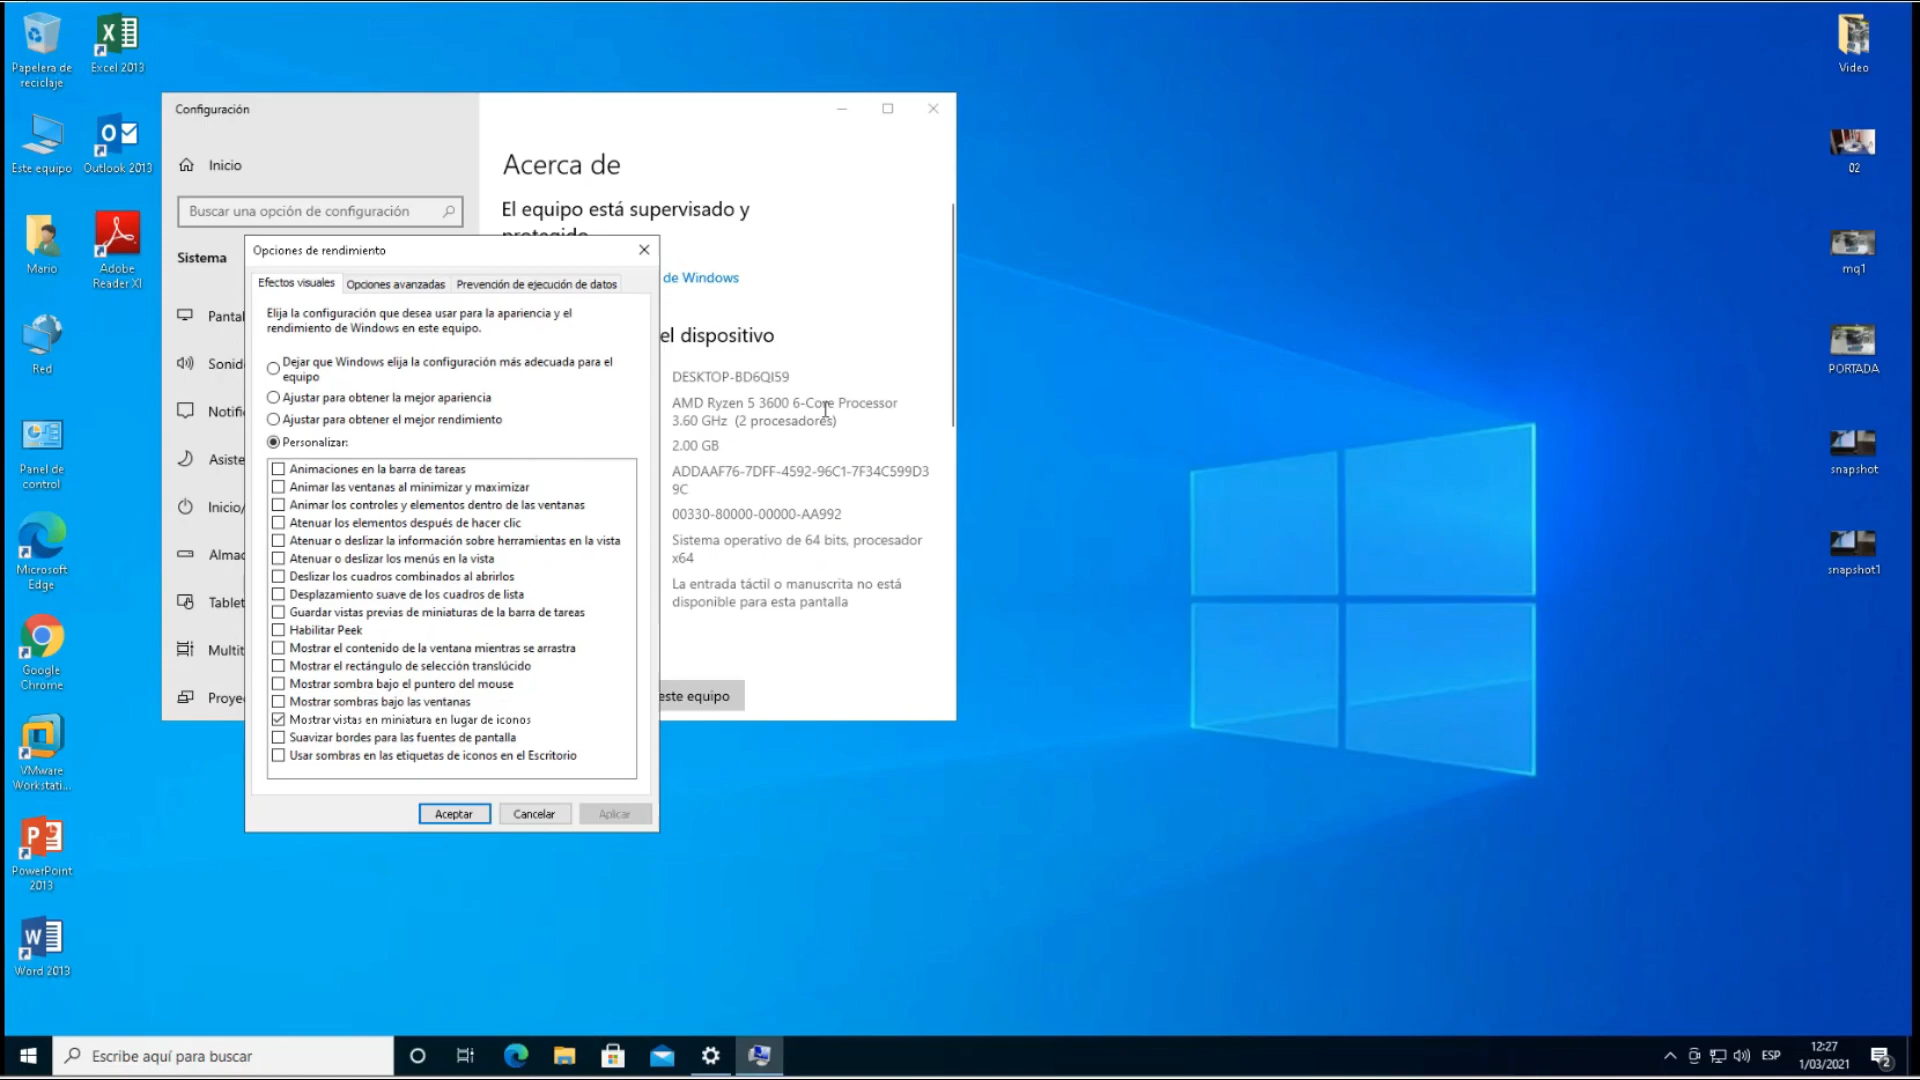 Papelera de
reciclaje
Excel 2013
Este equipo
Outlook 2013
Mario
Adobe
Reader XI
Red
Panel de
control
Microsoft
Edge
Google
Chrome
VMware
Workstati...
PowerPoint
2013
Word 2013
Configuración
Inicio
Buscar una opción de configuración
Sistema
Pantal
Sonid
Notifi
Asiste
Inicio/
Almac
Tablet
Multit
Proye
Acerca de
El equipo está supervisado y
protegido
de Windows
el dispositivo
DESKTOP-BD6QI59
AMD Ryzen 5 3600 6-Core Processor
3.60 GHz (2 procesadores)
2.00 GB
ADDAAF76-7DFF-4592-96C1-7F34C599D3
9C
00330-80000-00000-AA992
Sistema operativo de 64 bits, procesador
x64
La entrada táctil o manuscrita no está
disponible para esta pantalla
este equipo
Opciones de rendimiento
Efectos visuales
Opciones avanzadas
Prevención de ejecución de datos
Elija la configuración que desea usar para la apariencia y el
rendimiento de Windows en este equipo.
Dejar que Windows elija la configuración más adecuada para el
equipo
Ajustar para obtener la mejor apariencia
Ajustar para obtener el mejor rendimiento
Personalizar:
Animaciones en la barra de tareas
Animar las ventanas al minimizar y maximizar
Animar los controles y elementos dentro de las ventanas
Atenuar los elementos después de hacer clic
Atenuar o deslizar la información sobre herramientas en la vista
Atenuar o deslizar los menús en la vista
Deslizar los cuadros combinados al abrirlos
Desplazamiento suave de los cuadros de lista
Guardar vistas previas de miniaturas de la barra de tareas
Habilitar Peek
Mostrar el contenido de la ventana mientras se arrastra
Mostrar el rectángulo de selección translúcido
Mostrar sombra bajo el puntero del mouse
Mostrar sombras bajo las ventanas
Mostrar vistas en miniatura en lugar de iconos
Suavizar bordes para las fuentes de pantalla
Usar sombras en las etiquetas de iconos en el Escritorio
Aceptar
Cancelar
Aplicar
Video
02
mq1
PORTADA
snapshot
snapshot1
Escribe aquí para buscar
ESP
12:27
1/03/2021
2